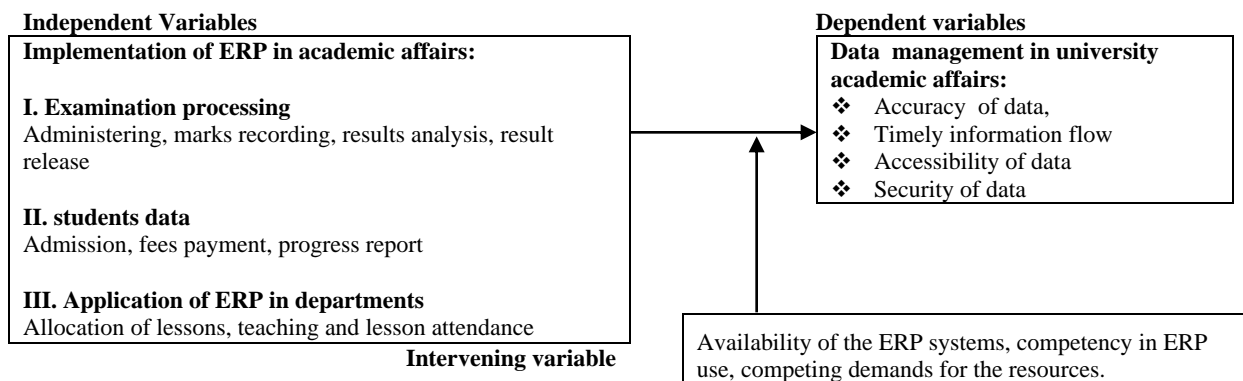 Independent Variables
Implementation of ERP in academic affairs:
I. Examination processing
Administering, marks recording, results analysis, result
release
II. students data
Admission, fees payment, progress report
III. Application of ERP in departments
Allocation of lessons, teaching and lesson attendance
Intervening variable
Dependent variables
Data management in university
academic affairs:
❖ Accuracy of data,
❖ Timely information flow
❖ Accessibility of data
❖ Security of data
Availability of the ERP systems, competency in ERP
use, competing demands for the resources.